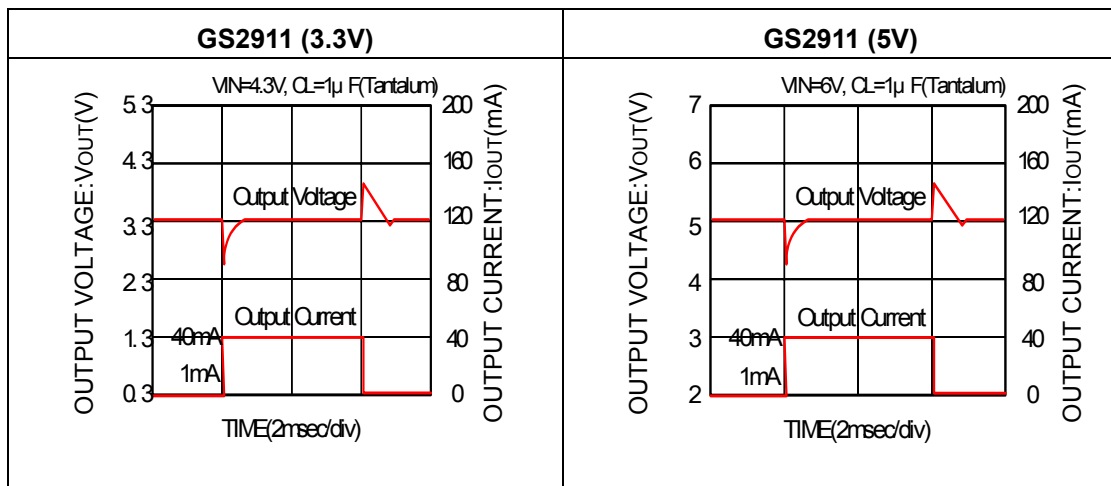 GS2911 (3.3V)
VIN=4.3V, CL=1μ F(Tantalum)
OUTPUT VOLTAGE:VOUT(V)
5.3
4.3
3.3
2.3
1.3
0.3
Output Voltage
Output Current
40mA
1mA
200
160
120
80
40
0
OUTPUT CURRENT:IOUT(mA)
TIME(2msec/div)
GS2911 (5V)
VIN=6V, CL=1μ F(Tantalum)
OUTPUT VOLTAGE:VOUT(V)
7
6
5
4
3
2
Output Voltage
Output Current
40mA
1mA
200
160
120
80
40
0
OUTPUT CURRENT:IOUT(mA)
TIME(2msec/div)